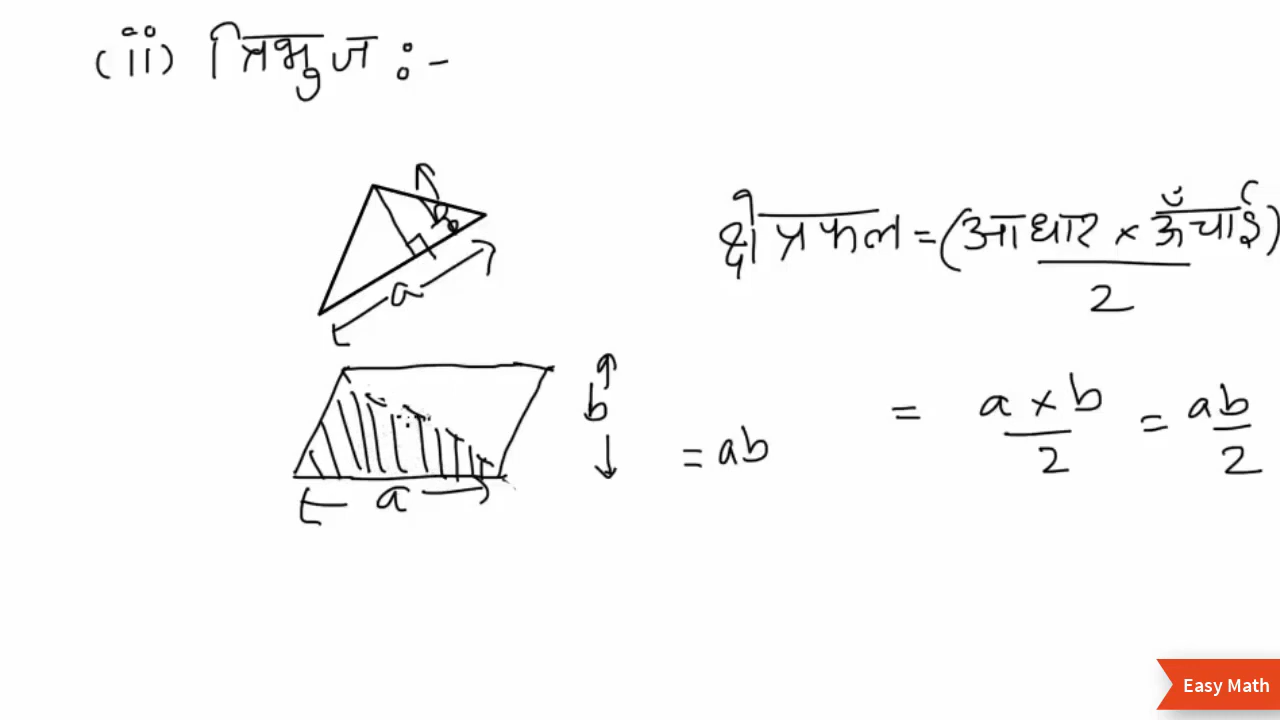 (ii) त्रिभुज :-
b
क्षेत्रफल = (आधार × ऊँचाई)
2
a
b
= ab
= a × b = ab
2 2
a
Easy Math